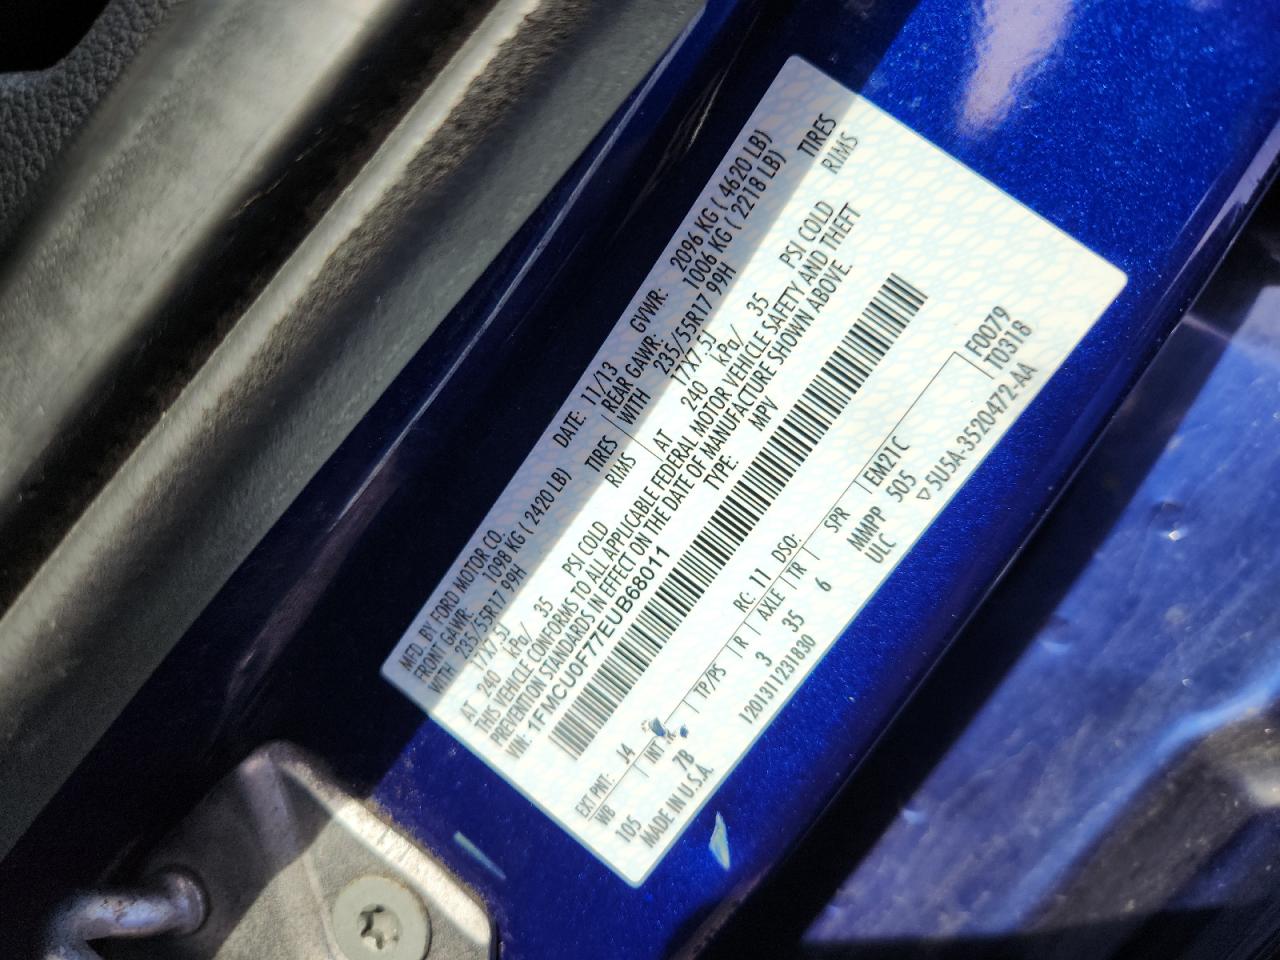 MFD. BY FORD MOTOR CO. DATE: 11/13 GVWR: 2096 KG ( 4620 LB)
FRONT GAWR: 1098 KG ( 2420 LB) REAR GAWR: 1006 KG ( 2218 LB)
WITH 235/55R17 99H TIRES WITH 235/55R17 99H TIRES
17X7.5J RIMS 17X7.5J RIMS
AT 240 kPa/ 35 PSI COLD AT 240 kPa/ 35 PSI COLD
THIS VEHICLE CONFORMS TO ALL APPLICABLE FEDERAL MOTOR VEHICLE SAFETY AND THEFT
PREVENTION STANDARDS IN EFFECT ON THE DATE OF MANUFACTURE SHOWN ABOVE.
VIN: 1FMCU0F77EUB68011 TYPE: MPV
EXT PNT: J4 RC: 11 DSO: F0079
WB INT TP/PS R AXLE TR SPR EM21C T0318
105 7B 3 35 6 MMPP 505
MADE IN U.S.A. 1201311231830 ULC ▽5U5A-3520472-AA